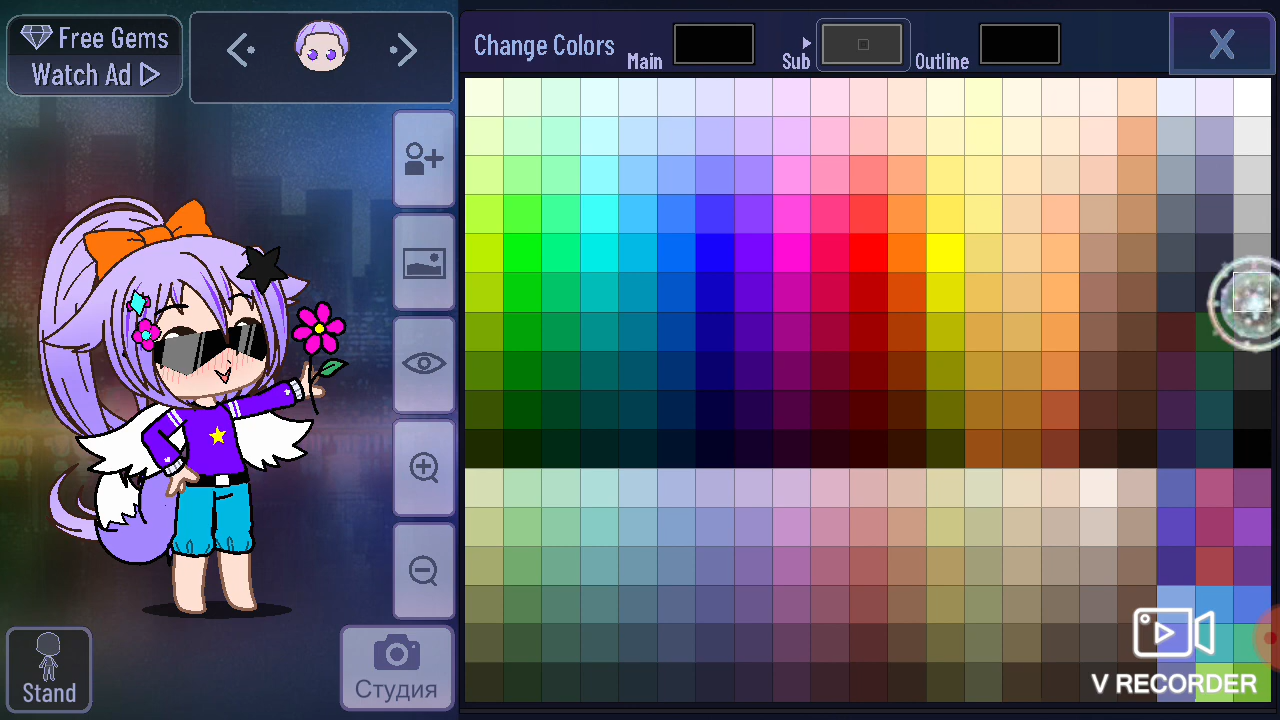 Free Gems
Watch Ad
Change Colors
Main
Sub
Outline
X
Stand
Студия
V RECORDER